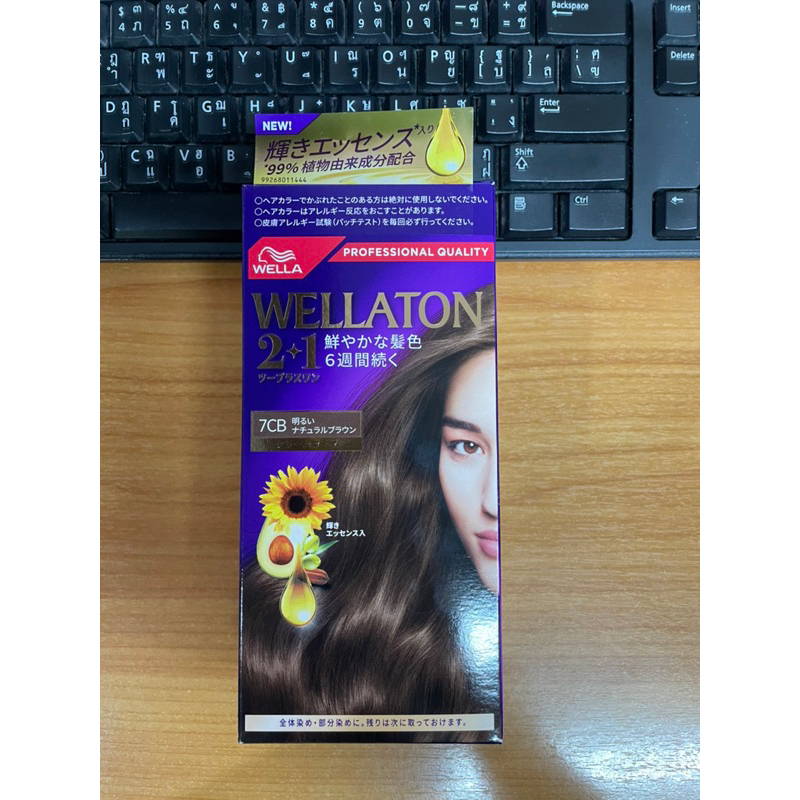 Backspace
Insert
Delete
Enter
Shift
Ctrl
NEW!
輝きエッセンス*入り
*99% 植物由来成分配合
99268011444
○ヘアカラーでかぶれたことのある方は絶対に使用しないでください。
○ヘアカラーはアレルギー反応をおこすことがあります。
○皮膚アレルギー試験(パッチテスト)を毎回必ず行ってください。
WELLA
PROFESSIONAL QUALITY
WELLATON
2+1
ツープラスワン
鮮やかな髪色
6週間続く
7CB 明るい
ナチュラルブラウン
輝き
エッセンス入
全体染め・部分染めに。残りは次に取っておけます。